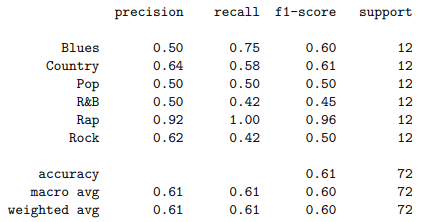 precision recall f1-score support
Blues 0.50 0.75 0.60 12
Country 0.64 0.58 0.61 12
Pop 0.50 0.50 0.50 12
R&B 0.50 0.42 0.45 12
Rap 0.92 1.00 0.96 12
Rock 0.62 0.42 0.50 12
accuracy 0.61 72
macro avg 0.61 0.61 0.60 72
weighted avg 0.61 0.61 0.60 72